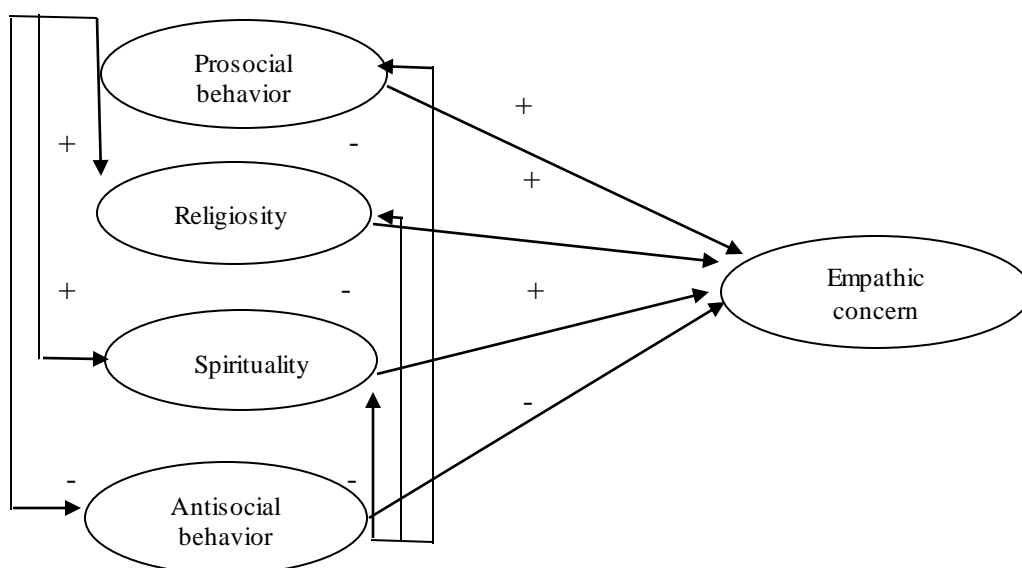 Prosocial
behavior
+
+ -
+
Religiosity
Empathic
concern
+ - +
Spirituality
-
- -
Antisocial
behavior